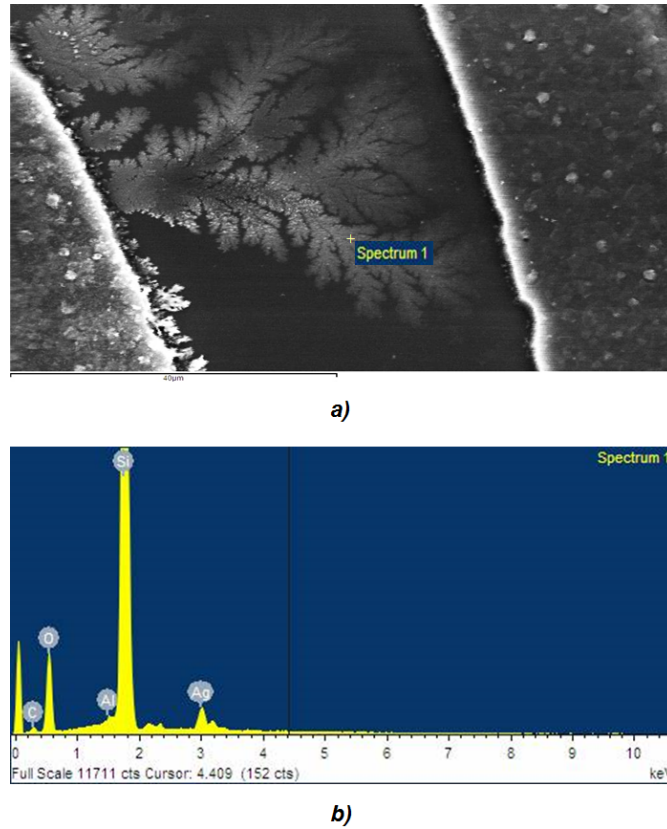 Spectrum 1
40µm
a)
Spectrum 1
Si
O
Ag
Al
C
0 1 2 3 4 5 6 7 8 9 10
Full Scale 11711 cts Cursor: 4.409 (152 cts) keV
b)